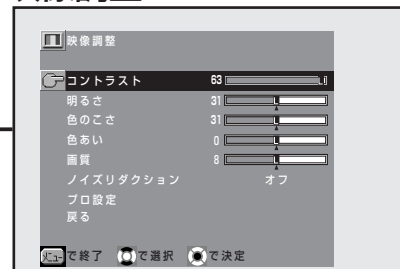 映像調整
コントラスト 63
明るさ 31
色のこさ 31
色あい 0
画質 8
ノイズリダクション オフ
プロ設定
戻る
メニューで終了 で選択 で決定